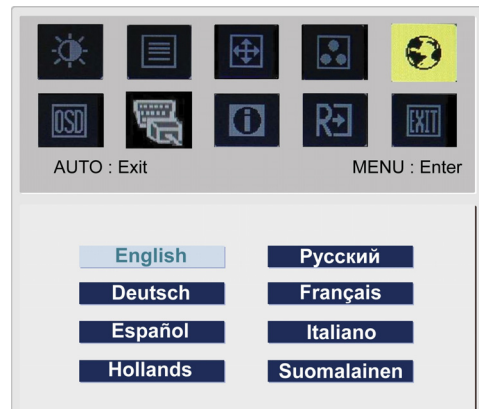 OSD
R
EXIT
AUTO : Exit MENU : Enter
English Русский
Deutsch Français
Español Italiano
Hollands Suomalainen